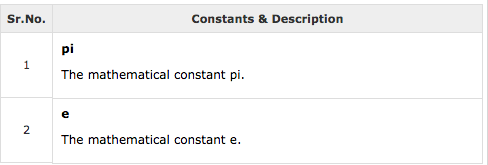 Sr.No. Constants & Description
1
pi
The mathematical constant pi.
2
e
The mathematical constant e.